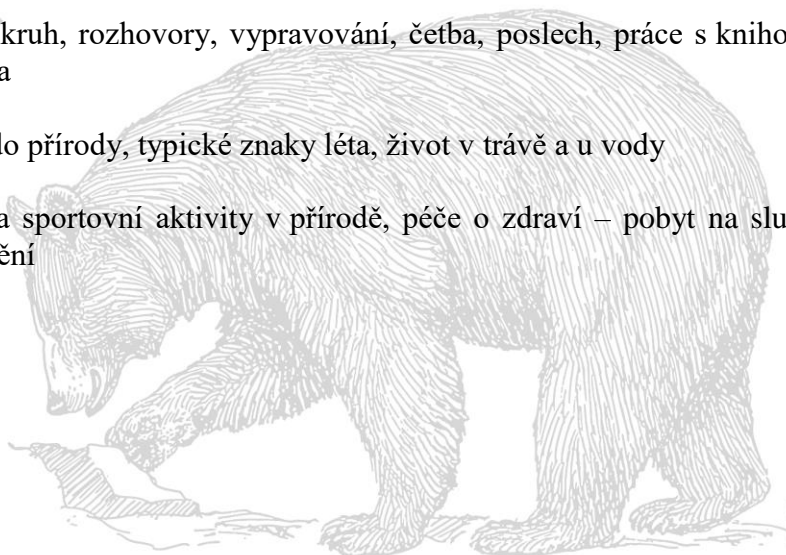 kruh, rozhovory, vypravování, četba, poslech, práce s kniho
a
do přírody, typické znaky léta, život v trávě a u vody
a sportovní aktivity v přírodě, péče o zdraví – pobyt na slu
ění